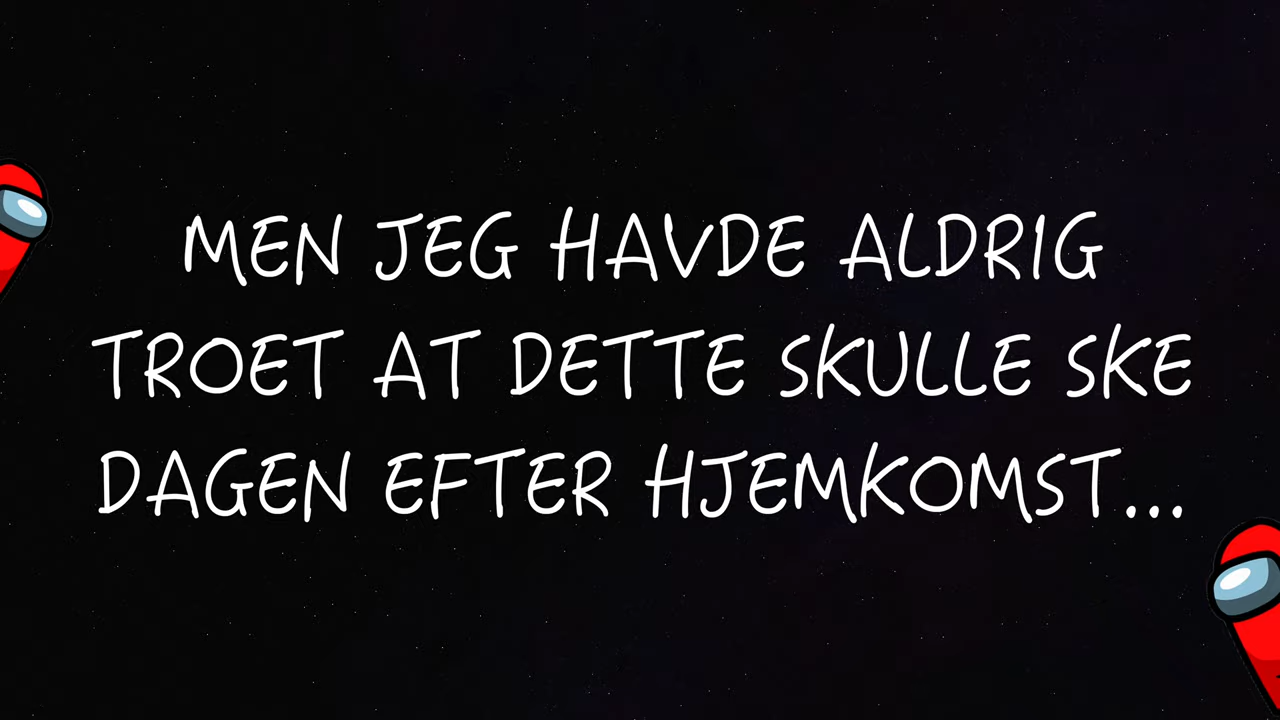 MEN JEG HAVDE ALDRIG
TROET AT DETTE SKULLE SKE
DAGEN EFTER HJEMKOMST...